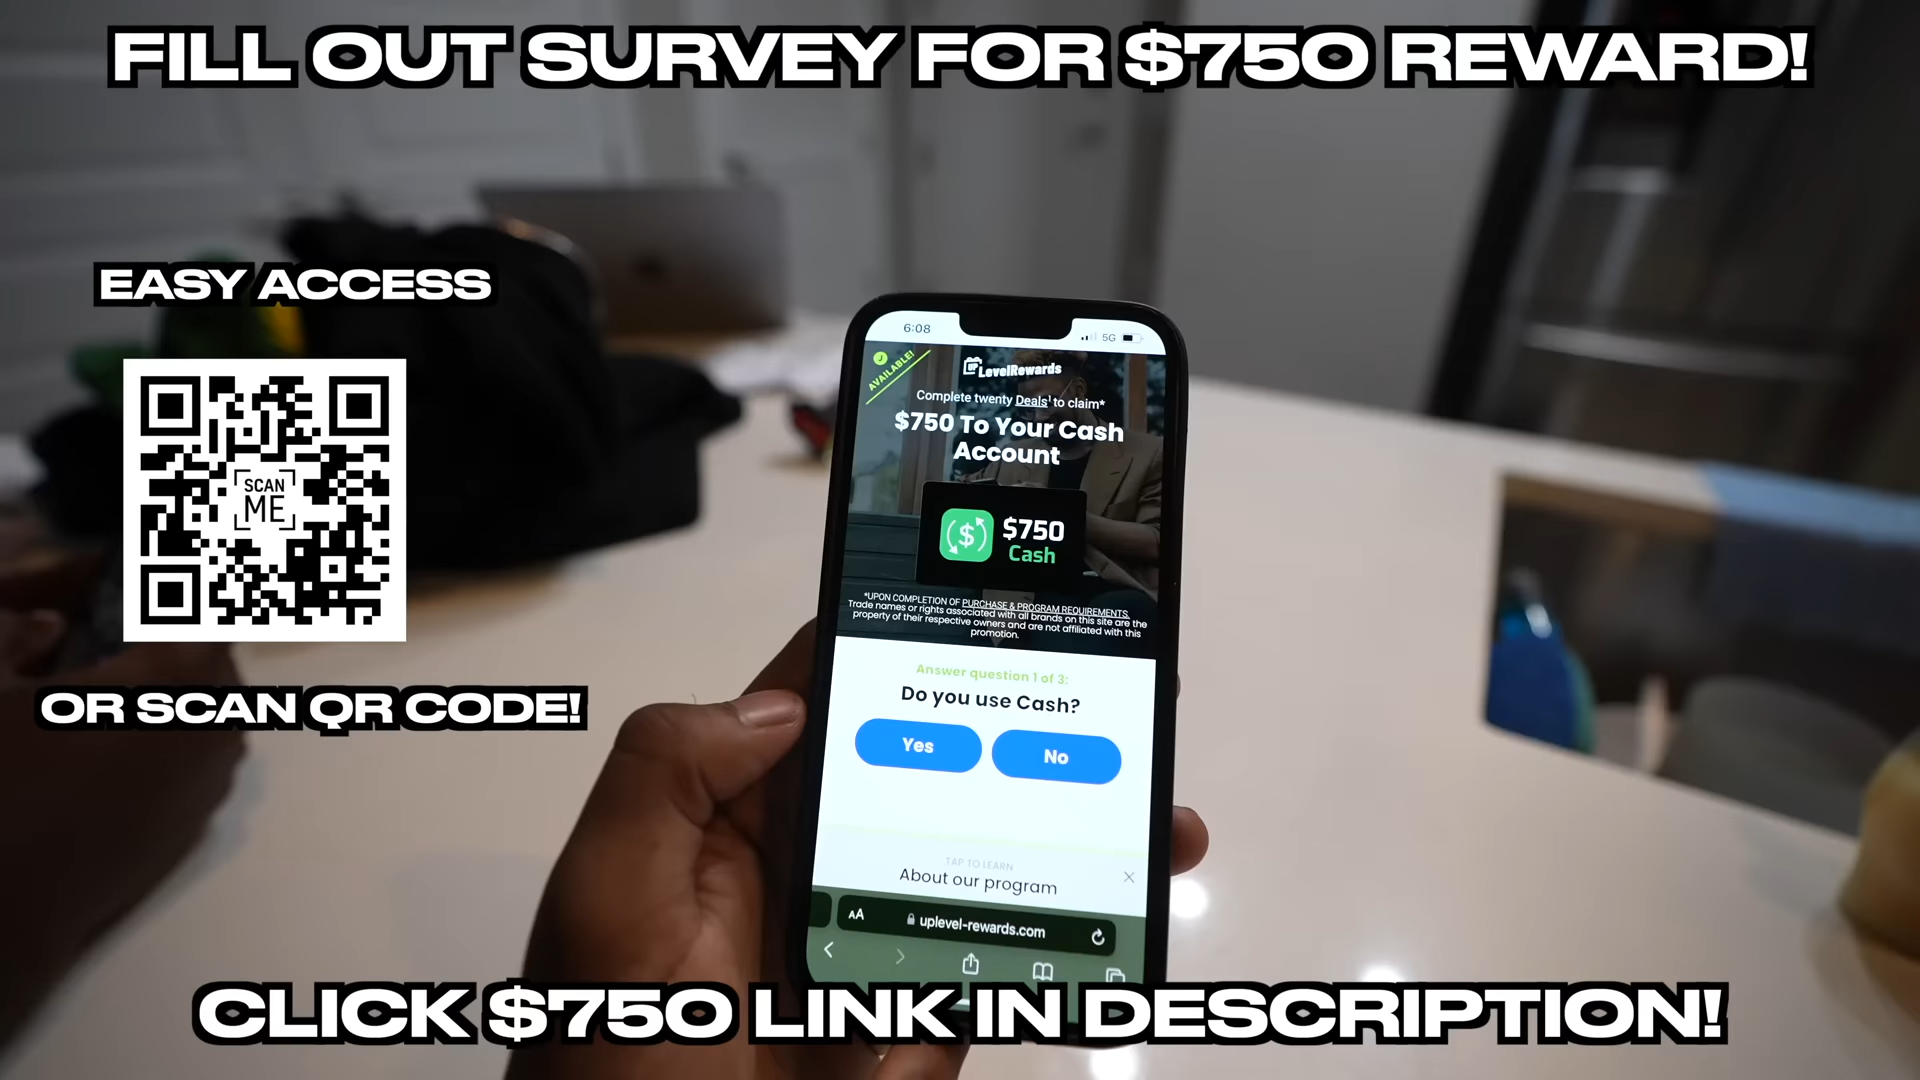 FILL OUT SURVEY FOR $750 REWARD!
EASY ACCESS
SCAN
ME
OR SCAN QR CODE!
6:08
5G
AVAILABLE!
UP LevelRewards
Complete twenty Deals¹ to claim*
$750 To Your Cash
Account
$750
Cash
*UPON COMPLETION OF PURCHASE & PROGRAM REQUIREMENTS.
Trade names or rights associated with all brands on this site are the
property of their respective owners and are not affiliated with this
promotion.
Answer question 1 of 3:
Do you use Cash?
Yes
No
TAP TO LEARN
About our program
AA
uplevel-rewards.com
CLICK $750 LINK IN DESCRIPTION!